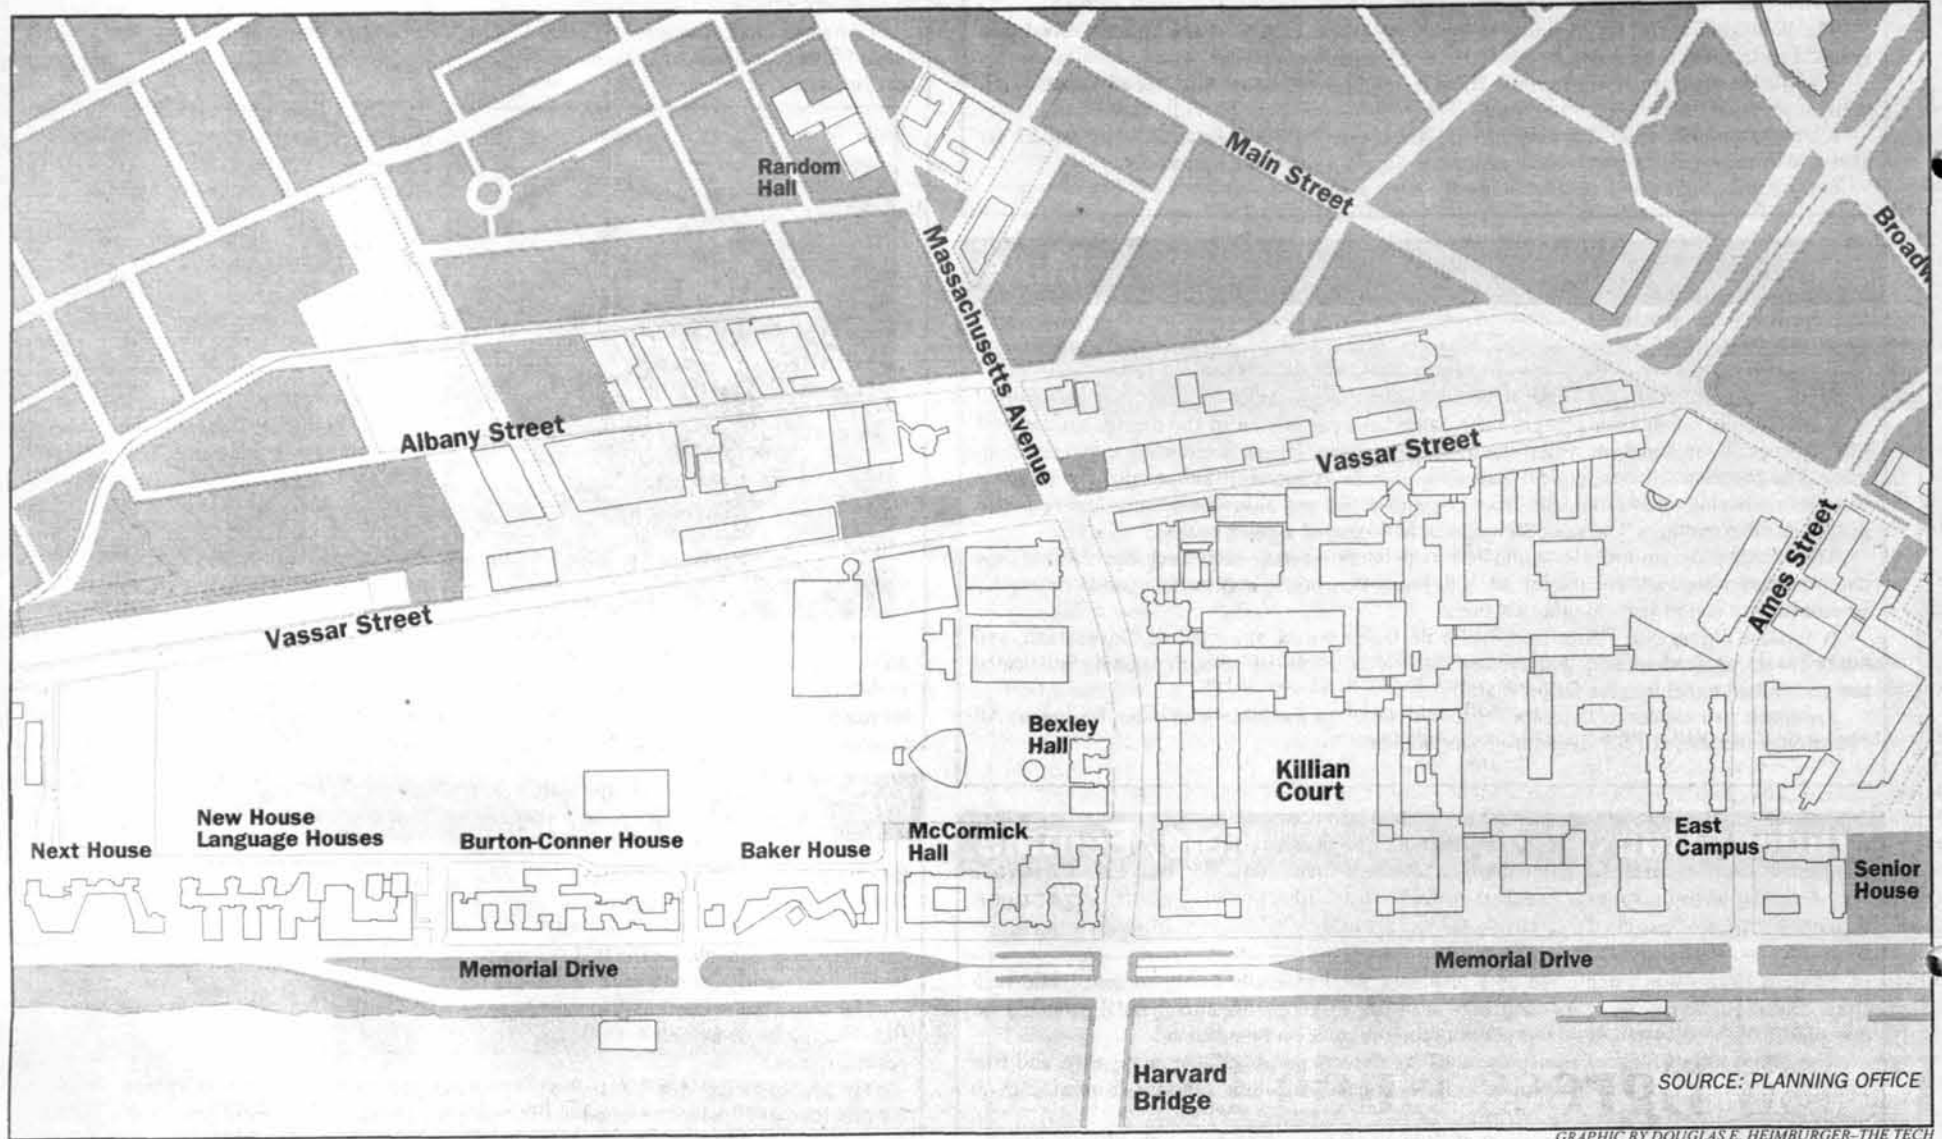 Random
Hall
Main Street
Massachusetts Avenue
Albany Street
Vassar Street
Vassar Street
Ames Street
Bexley
Hall
Killian
Court
New House
Language Houses
Next House
Burton-Conner House
Baker House
McCormick
Hall
East
Campus
Senior
House
Memorial Drive
Memorial Drive
Harvard
Bridge
SOURCE: PLANNING OFFICE
GRAPHIC BY DOUGLAS E. HEIMBURGER–THE TECH